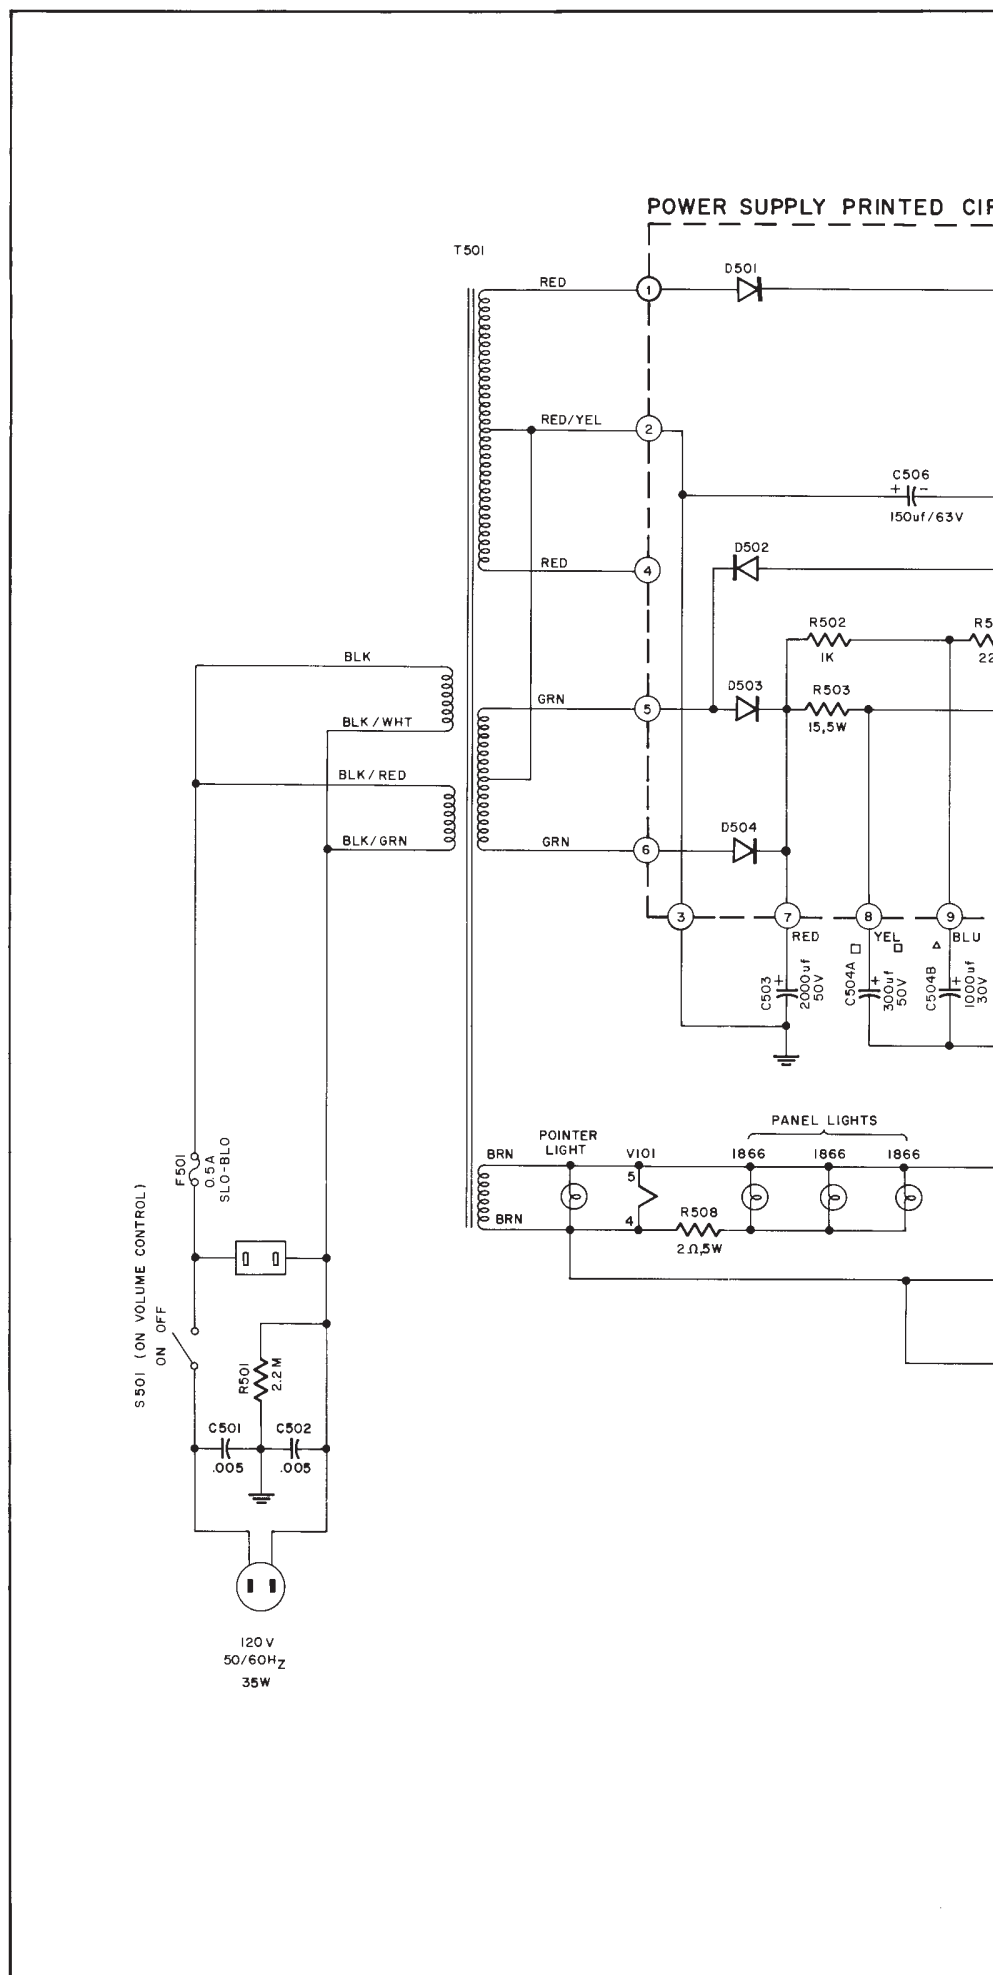 POWER SUPPLY PRINTED
T501
RED
1
D501
RED/YEL
2
C506
+ -
150uf/63V
D502
RED
4
R502
1K
BLK
GRN
5
D503
R503
15,5W
BLK/WHT
BLK/RED
BLK/GRN
GRN
6
D504
3
7
8
9
RED
YEL
BLU
C503
+
2000uf
50V
C504A
+
300uf
50V
C504B
+
1000uf
30V
PANEL LIGHTS
POINTER
LIGHT
BRN
V101
1866
1866
1866
5
4
BRN
R508
2Ω,5W
F501
0.5A
SLO-BLO
S501 (ON VOLUME CONTROL)
ON OFF
R501
2.2M
C501
.005
C502
.005
120V
50/60Hz
35W